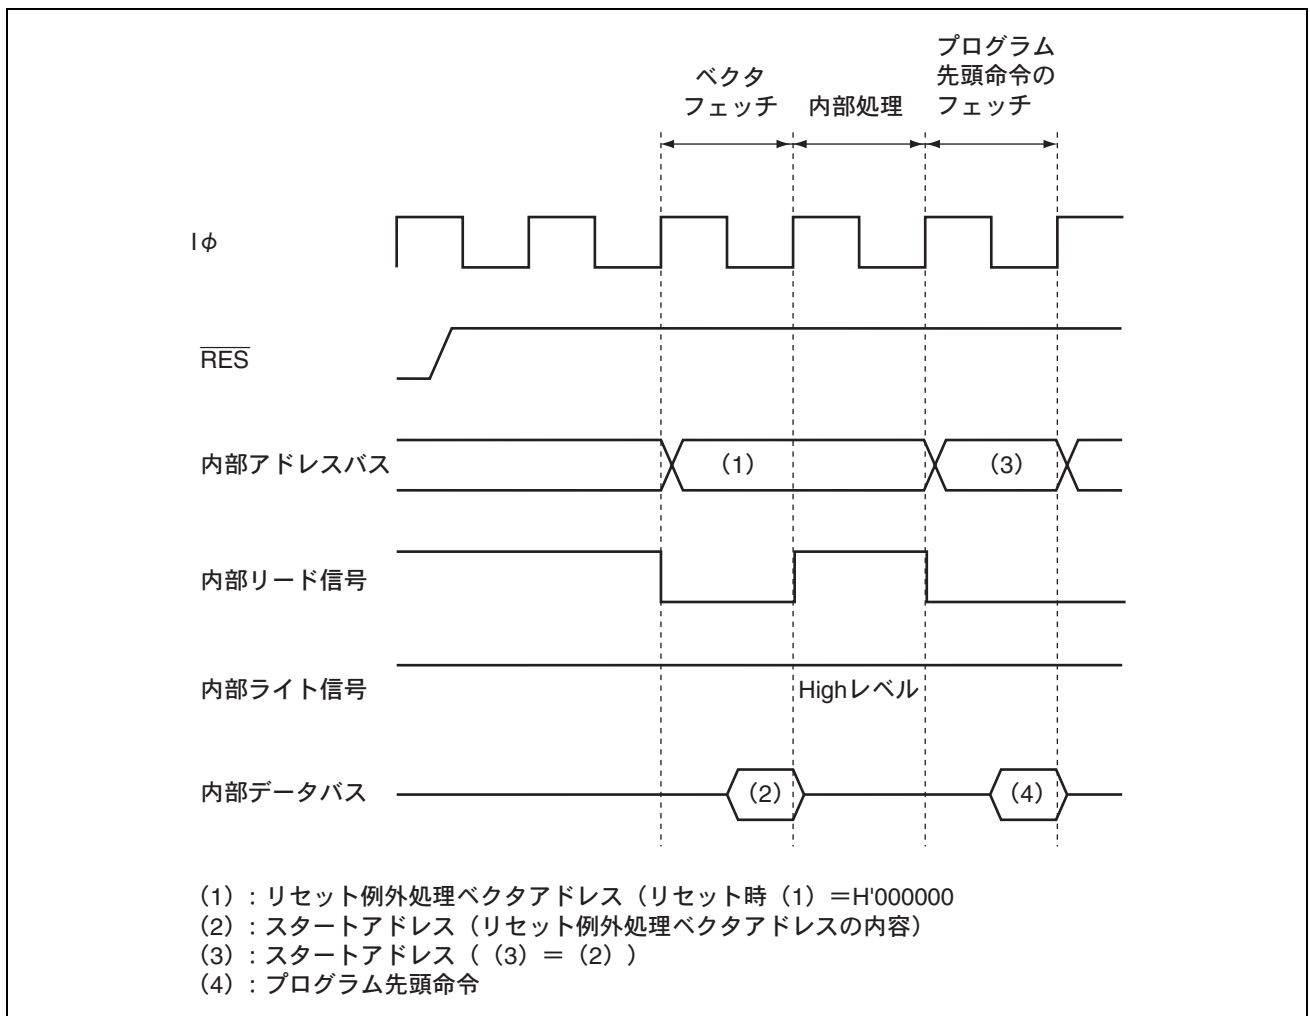 ベクタ
フェッチ
内部処理
プログラム
先頭命令の
フェッチ
Iφ
RES
内部アドレスバス
(1)
(3)
内部リード信号
内部ライト信号
Highレベル
内部データバス
(2)
(4)
(1):リセット例外処理ベクタアドレス(リセット時(1)=H'000000
(2):スタートアドレス(リセット例外処理ベクタアドレスの内容)
(3):スタートアドレス((3)=(2))
(4):プログラム先頭命令